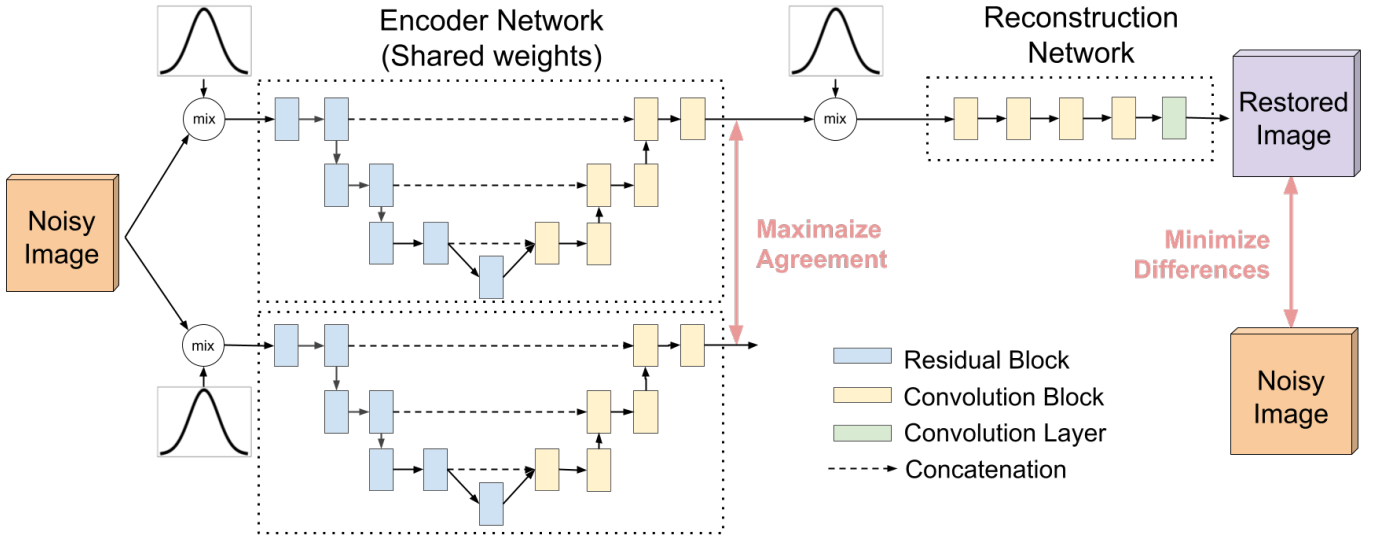 Encoder Network
(Shared weights)
Reconstruction
Network
mix
mix
Restored
Image
Noisy
Image
Maximaize
Agreement
Minimize
Differences
mix
Residual Block
Convolution Block
Convolution Layer
Concatenation
Noisy
Image